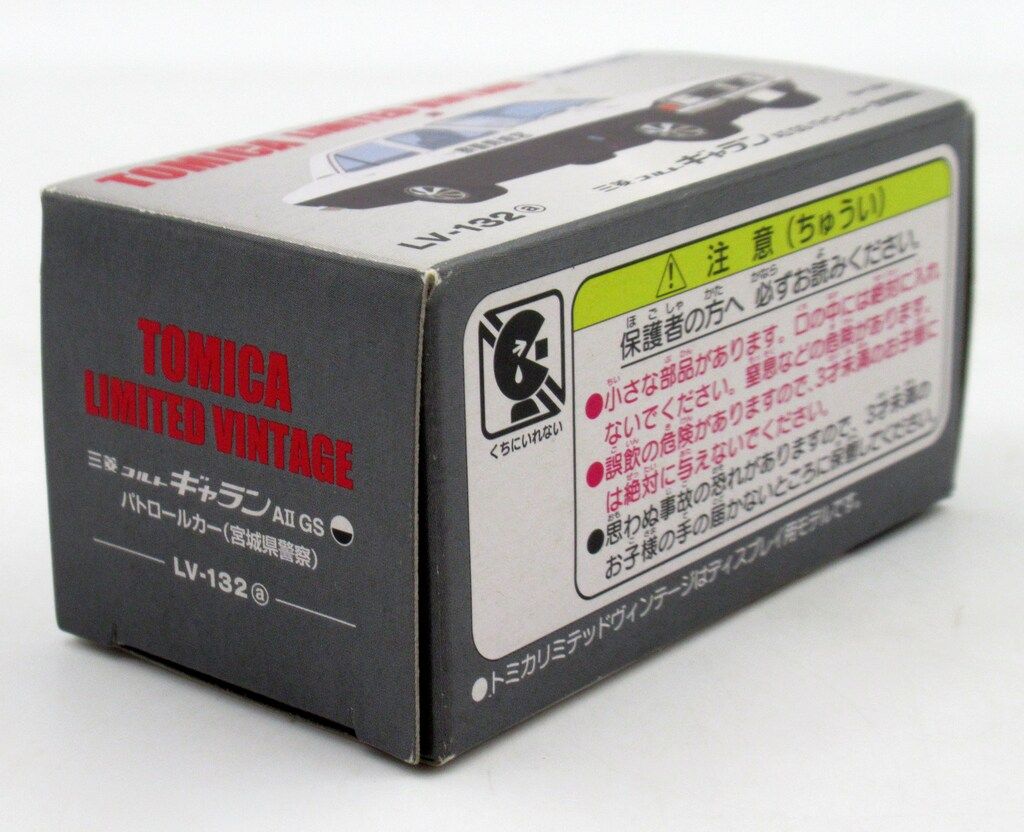 TOMICA LIMITED
三菱 コルト ギャラン
LV-132ⓐ
TOMICA
LIMITED VINTAGE
三菱 コルト ギャラン AII GS
パトロールカー(宮城県警察)
LV-132ⓐ
くちにいれない
注意(ちゅうい)
保護者の方へ 必ずお読みください。
●小さな部品があります。口の中には絶対に入れ
ないでください。窒息などの危険があります。
●誤飲の危険がありますので、3才未満のお子様に
は絶対に与えないでください。
●思わぬ事故の恐れがありますので、3才未満の
お子様の手の届かないところに保管してください。
●トミカリミテッドヴィンテージはディスプレイ用モデルです。